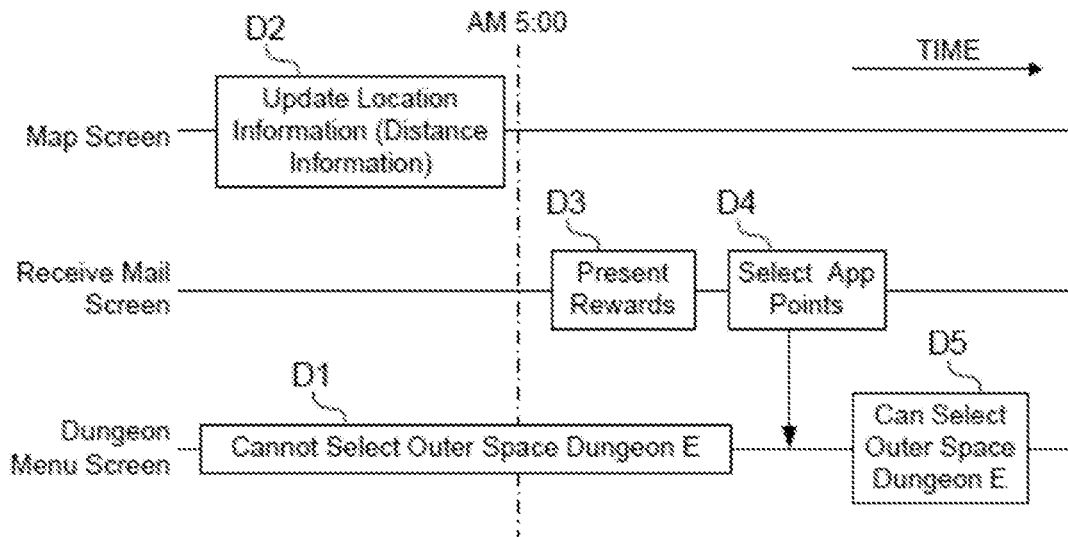 AM 5:00
D2
TIME
Update Location
Information (Distance
Information)
Map Screen
D3
D4
Receive Mail
Screen
Present
Rewards
Select App
Points
D1
D5
Dungeon
Menu Screen
Cannot Select Outer Space Dungeon E
Can Select
Outer Space
Dungeon E